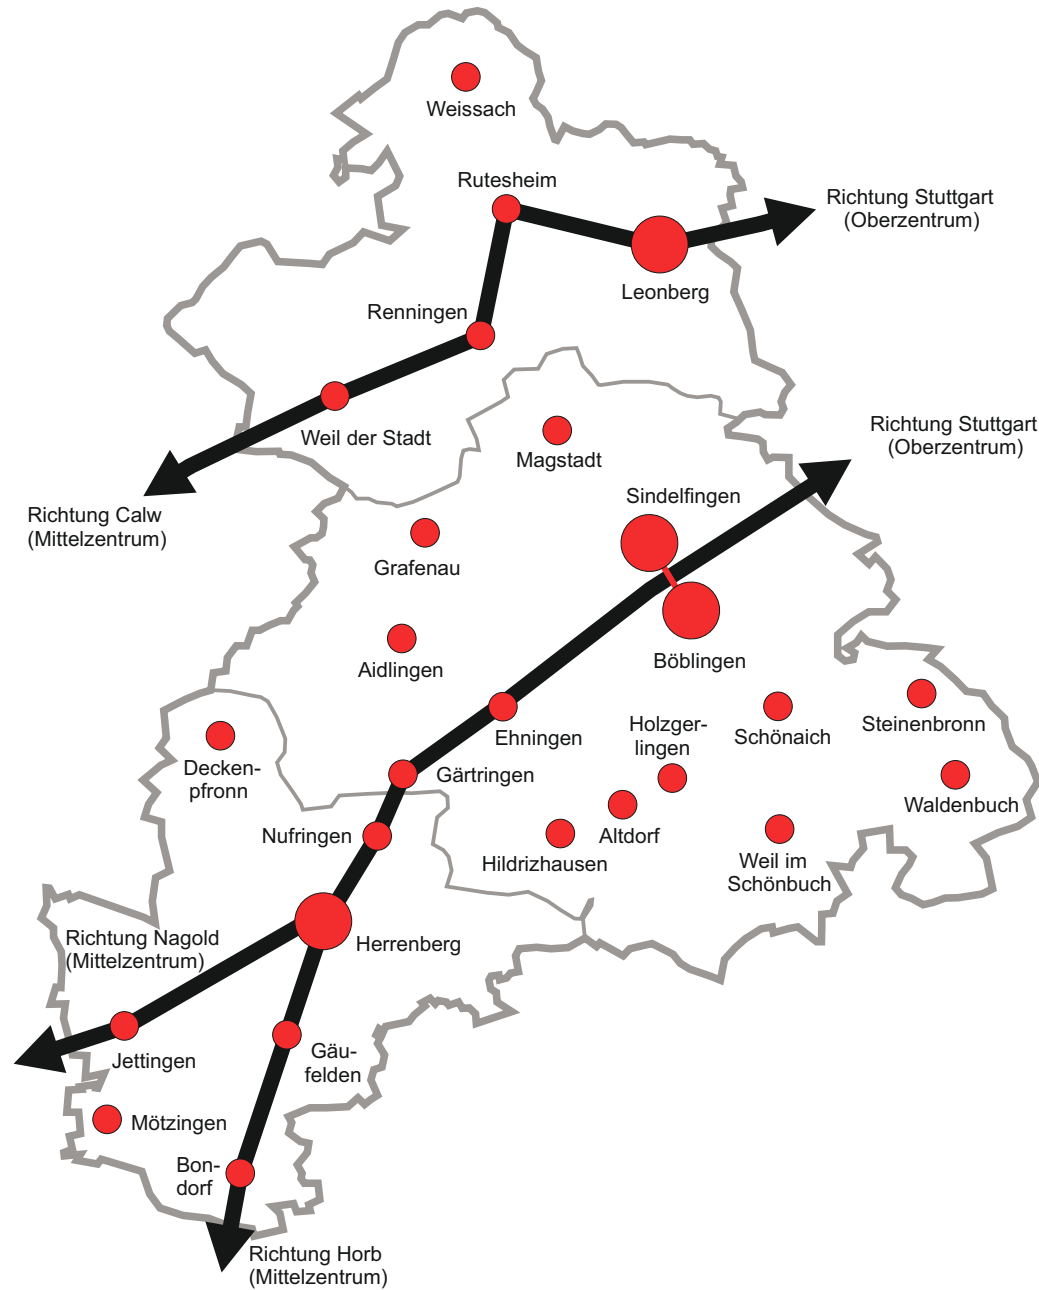 Weissach
Rutesheim
Richtung Stuttgart
(Oberzentrum)
Leonberg
Renningen
Weil der Stadt
Richtung Stuttgart
(Oberzentrum)
Magstadt
Sindelfingen
Richtung Calw
(Mittelzentrum)
Grafenau
Aidlingen
Böblingen
Steinenbronn
Holzger-
lingen
Schönaich
Ehningen
Decken-
pfronn
Gärtringen
Waldenbuch
Nufringen
Altdorf
Hildrizhausen
Weil im
Schönbuch
Richtung Nagold
(Mittelzentrum)
Herrenberg
Jettingen
Gäu-
felden
Mötzingen
Bon-
dorf
Richtung Horb
(Mittelzentrum)